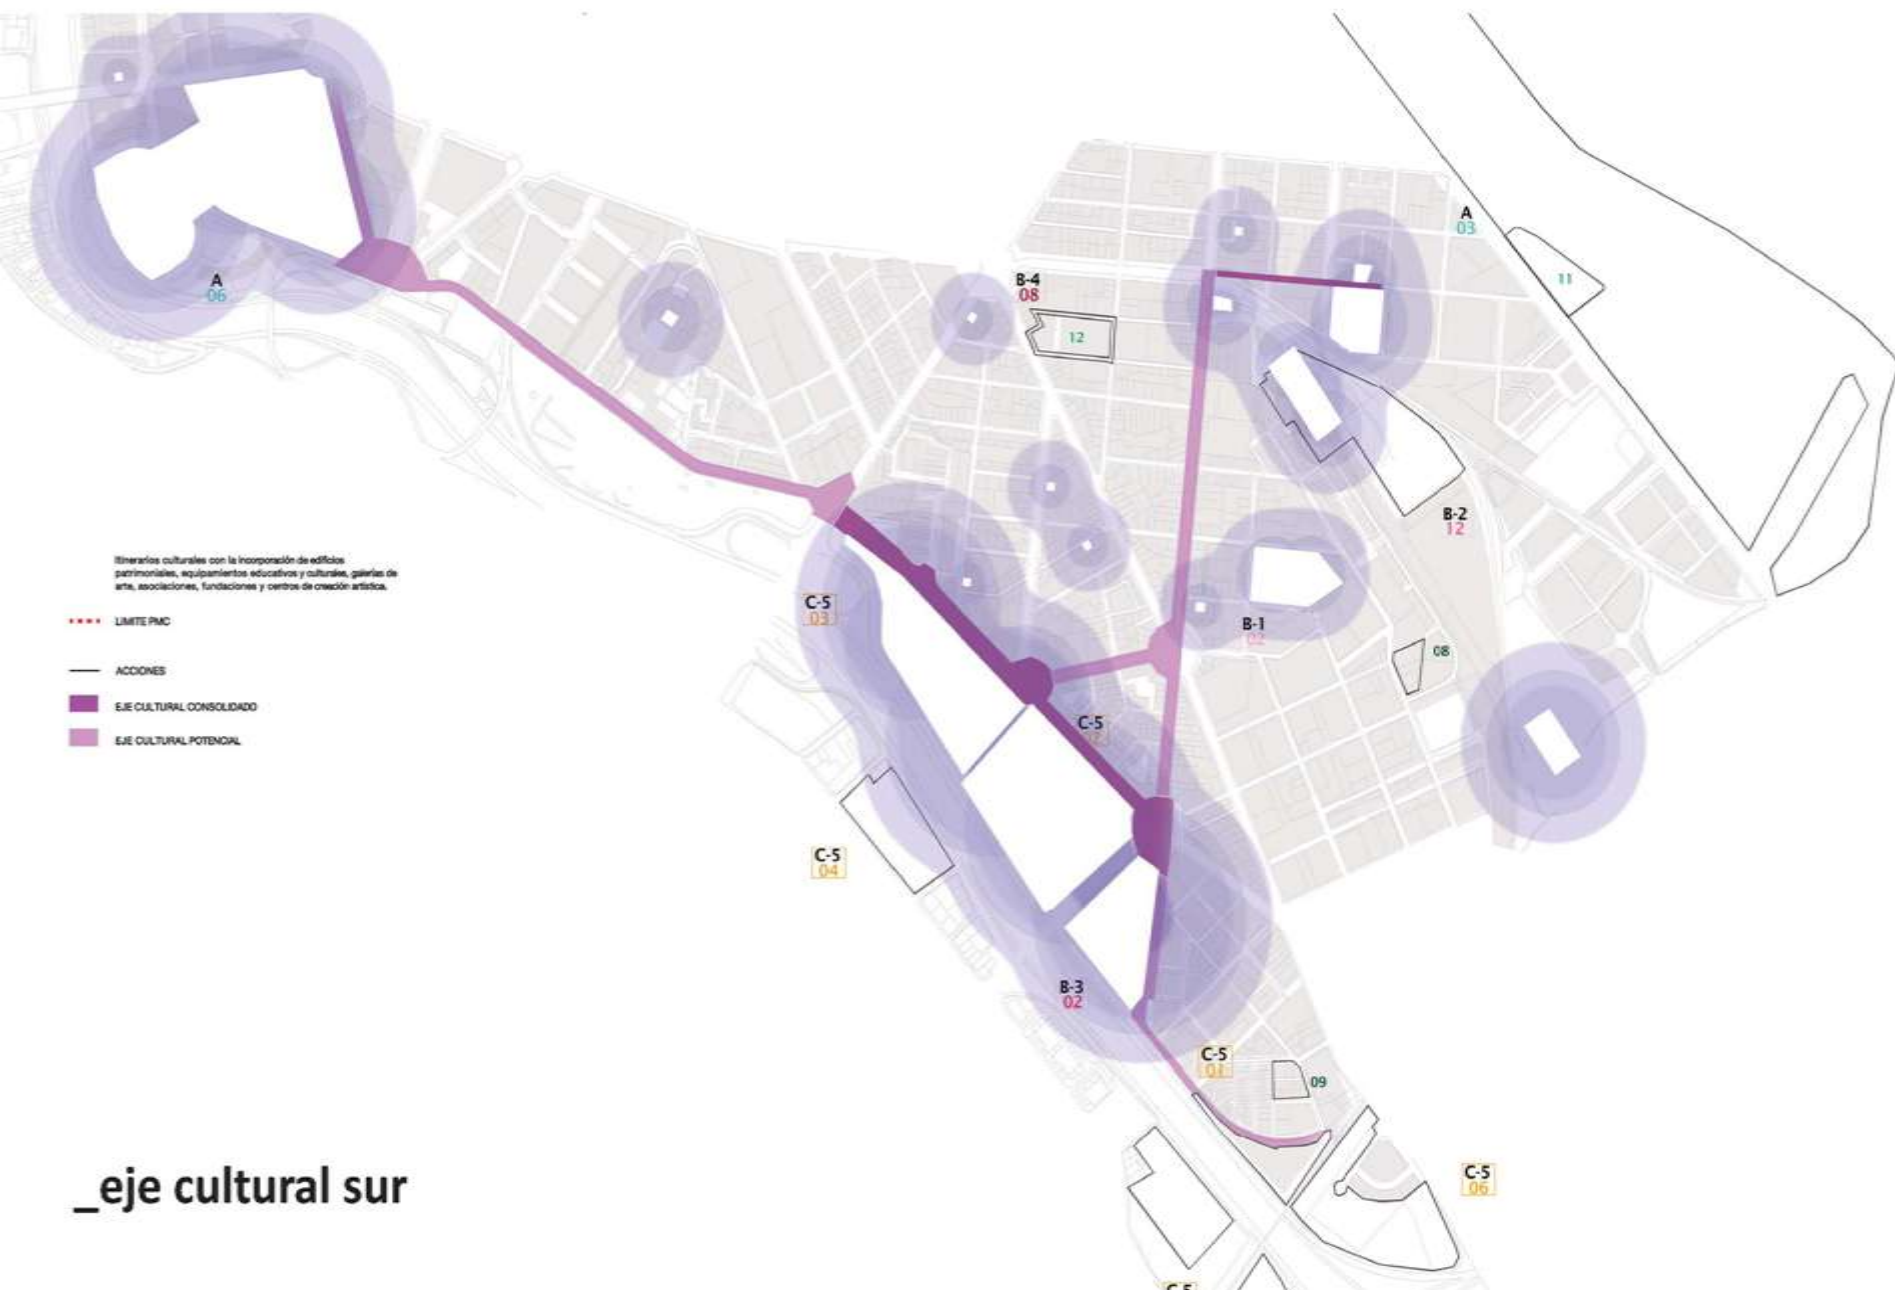 A
03
A
06
11
B-4
08
12
B-2
12
Itinerarios culturales con la incorporación de edificios
patrimoniales, equipamientos educativos y culturales, galerías de
arte, asociaciones, fundaciones y centros de creación artística.
LIMITE PMC
ACCIONES
EJE CULTURAL CONSOLIDADO
EJE CULTURAL POTENCIAL
C-5
03
B-1
02
08
C-5
C-5
04
B-3
02
C-5
01
09
_eje cultural sur
C-5
06
C-5